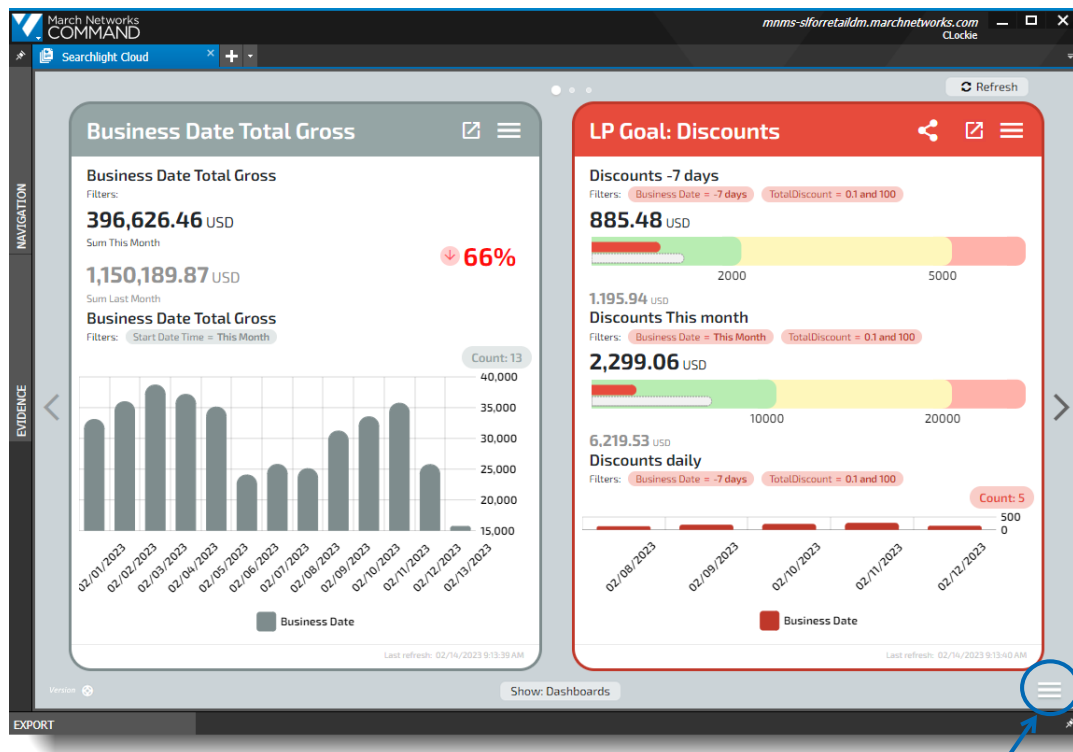 March Networks
COMMAND
mnms-slforretaildm.marchnetworks.com
CLockie
Searchlight Cloud
Refresh
NAVIGATION
EVIDENCE
Business Date Total Gross
Business Date Total Gross
Filters:
396,626.46 USD
Sum This Month
66%
1,150,189.87 USD
Sum Last Month
Business Date Total Gross
Filters: Start Date Time = This Month
Count: 13
40,000
35,000
30,000
25,000
20,000
15,000
02/01/2023 02/02/2023 02/03/2023 02/04/2023 02/05/2023 02/06/2023 02/07/2023 02/08/2023 02/09/2023 02/10/2023 02/11/2023 02/12/2023 02/13/2023
Business Date
Last refresh: 02/14/2023 9:13:39 AM
LP Goal: Discounts
Discounts -7 days
Filters: Business Date = -7 days TotalDiscount = 0.1 and 100
885.48 USD
2000 5000
1.195.94 USD
Discounts This month
Filters: Business Date = This Month TotalDiscount = 0.1 and 100
2,299.06 USD
10000 20000
6,219.53 USD
Discounts daily
Filters: Business Date = -7 days TotalDiscount = 0.1 and 100
Count: 5
500
0
02/08/2023 02/09/2023 02/10/2023 02/11/2023 02/12/2023
Business Date
Last refresh: 02/14/2023 9:13:40 AM
Version
Show: Dashboards
EXPORT